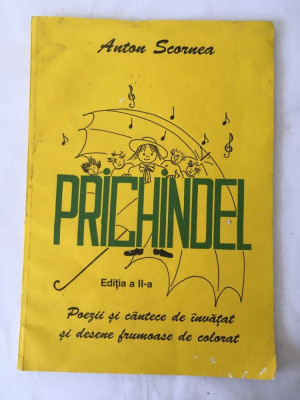 Anton Scornea
PRiCHiNDEL
Ediția a II-a
Poezii și cântece de învățat
și desene frumoase de colorat